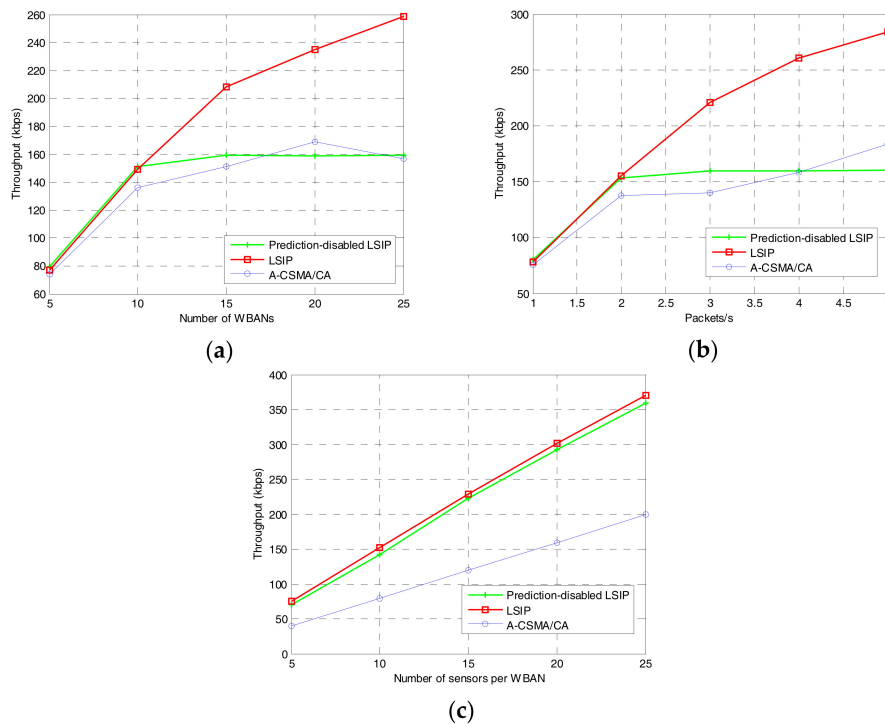 260
240
220
200
180
160
140
120
100
80
60
Throughput (kbps)
5 10 15 20 25
Number of WBANs
Prediction-disabled LSIP
LSIP
A-CSMA/CA
(a)
300
250
200
150
100
50
Throughput (kbps)
1 1.5 2 2.5 3 3.5 4 4.5
Packets/s
Prediction-disabled LSIP
LSIP
A-CSMA/CA
(b)
400
350
300
250
200
150
100
50
0
Throughput (kbps)
5 10 15 20 25
Number of sensors per WBAN
Prediction-disabled LSIP
LSIP
A-CSMA/CA
(c)